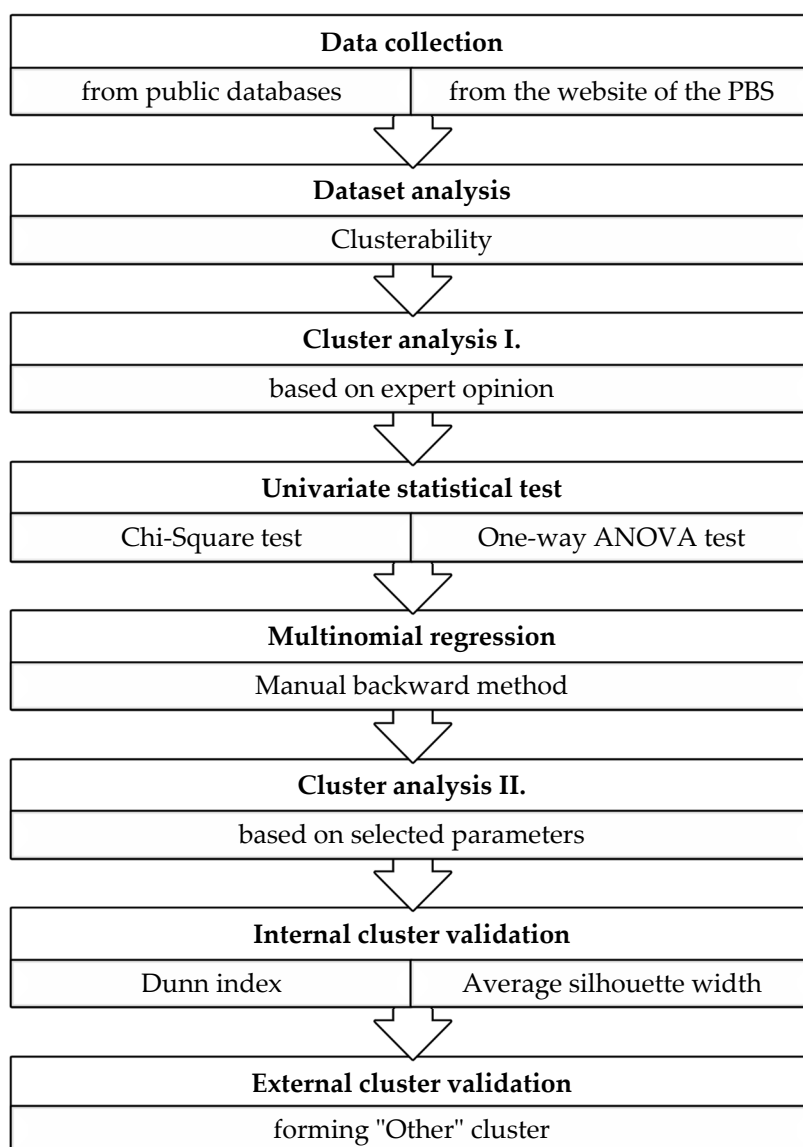 Data collection
from public databases
from the website of the PBS
Dataset analysis
Clusterability
Cluster analysis I.
based on expert opinion
Univariate statistical test
Chi-Square test
One-way ANOVA test
Multinomial regression
Manual backward method
Cluster analysis II.
based on selected parameters
Internal cluster validation
Dunn index
Average silhouette width
External cluster validation
forming "Other" cluster